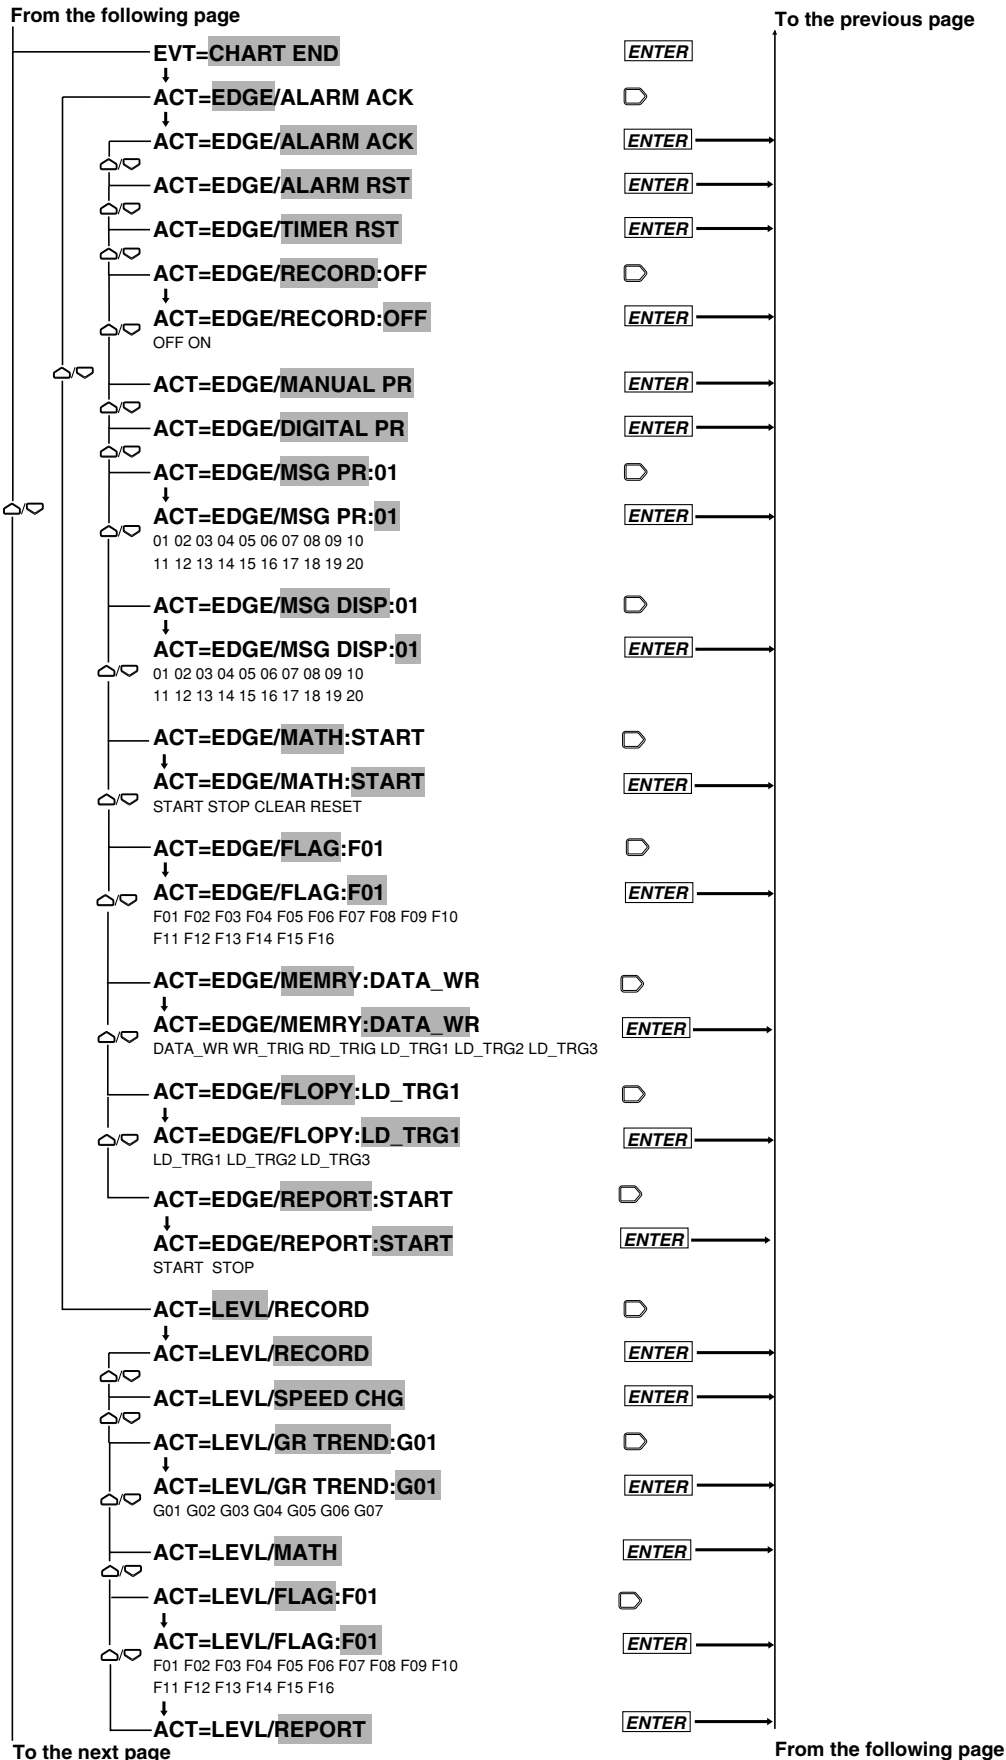 From the following page
To the previous page
EVT=CHART END ENTER
ACT=EDGE/ALARM ACK
ACT=EDGE/ALARM ACK ENTER
ACT=EDGE/ALARM RST ENTER
ACT=EDGE/TIMER RST ENTER
ACT=EDGE/RECORD:OFF
ACT=EDGE/RECORD:OFF ENTER
OFF ON
ACT=EDGE/MANUAL PR ENTER
ACT=EDGE/DIGITAL PR ENTER
ACT=EDGE/MSG PR:01
ACT=EDGE/MSG PR:01 ENTER
01 02 03 04 05 06 07 08 09 10
11 12 13 14 15 16 17 18 19 20
ACT=EDGE/MSG DISP:01
ACT=EDGE/MSG DISP:01 ENTER
01 02 03 04 05 06 07 08 09 10
11 12 13 14 15 16 17 18 19 20
ACT=EDGE/MATH:START
ACT=EDGE/MATH:START ENTER
START STOP CLEAR RESET
ACT=EDGE/FLAG:F01
ACT=EDGE/FLAG:F01 ENTER
F01 F02 F03 F04 F05 F06 F07 F08 F09 F10
F11 F12 F13 F14 F15 F16
ACT=EDGE/MEMRY:DATA_WR
ACT=EDGE/MEMRY:DATA_WR ENTER
DATA_WR WR_TRIG RD_TRIG LD_TRG1 LD_TRG2 LD_TRG3
ACT=EDGE/FLOPY:LD_TRG1
ACT=EDGE/FLOPY:LD_TRG1 ENTER
LD_TRG1 LD_TRG2 LD_TRG3
ACT=EDGE/REPORT:START
ACT=EDGE/REPORT:START ENTER
START STOP
ACT=LEVL/RECORD
ACT=LEVL/RECORD ENTER
ACT=LEVL/SPEED CHG ENTER
ACT=LEVL/GR TREND:G01
ACT=LEVL/GR TREND:G01 ENTER
G01 G02 G03 G04 G05 G06 G07
ACT=LEVL/MATH ENTER
ACT=LEVL/FLAG:F01
ACT=LEVL/FLAG:F01 ENTER
F01 F02 F03 F04 F05 F06 F07 F08 F09 F10
F11 F12 F13 F14 F15 F16
ACT=LEVL/REPORT ENTER
To the next page
From the following page